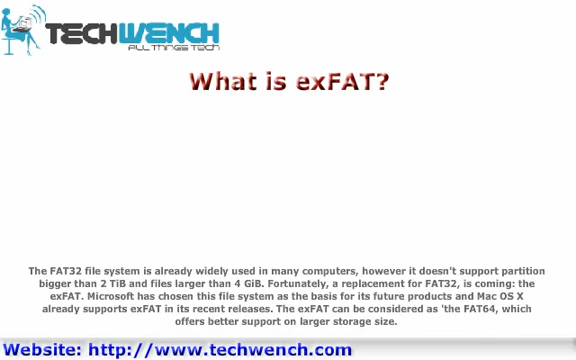 TECHWENCH
ALL THINGS TECH
What is exFAT?
The FAT32 file system is already widely used in many computers, however it doesn't support partition
bigger than 2 TiB and files larger than 4 GiB. Fortunately, a replacement for FAT32, is coming: the
exFAT. Microsoft has chosen this file system as the basis for its future products and Mac OS X
already supports exFAT in its recent releases. The exFAT can be considered as 'the FAT64, which
offers better support on larger storage size.
Website: http://www.techwench.com